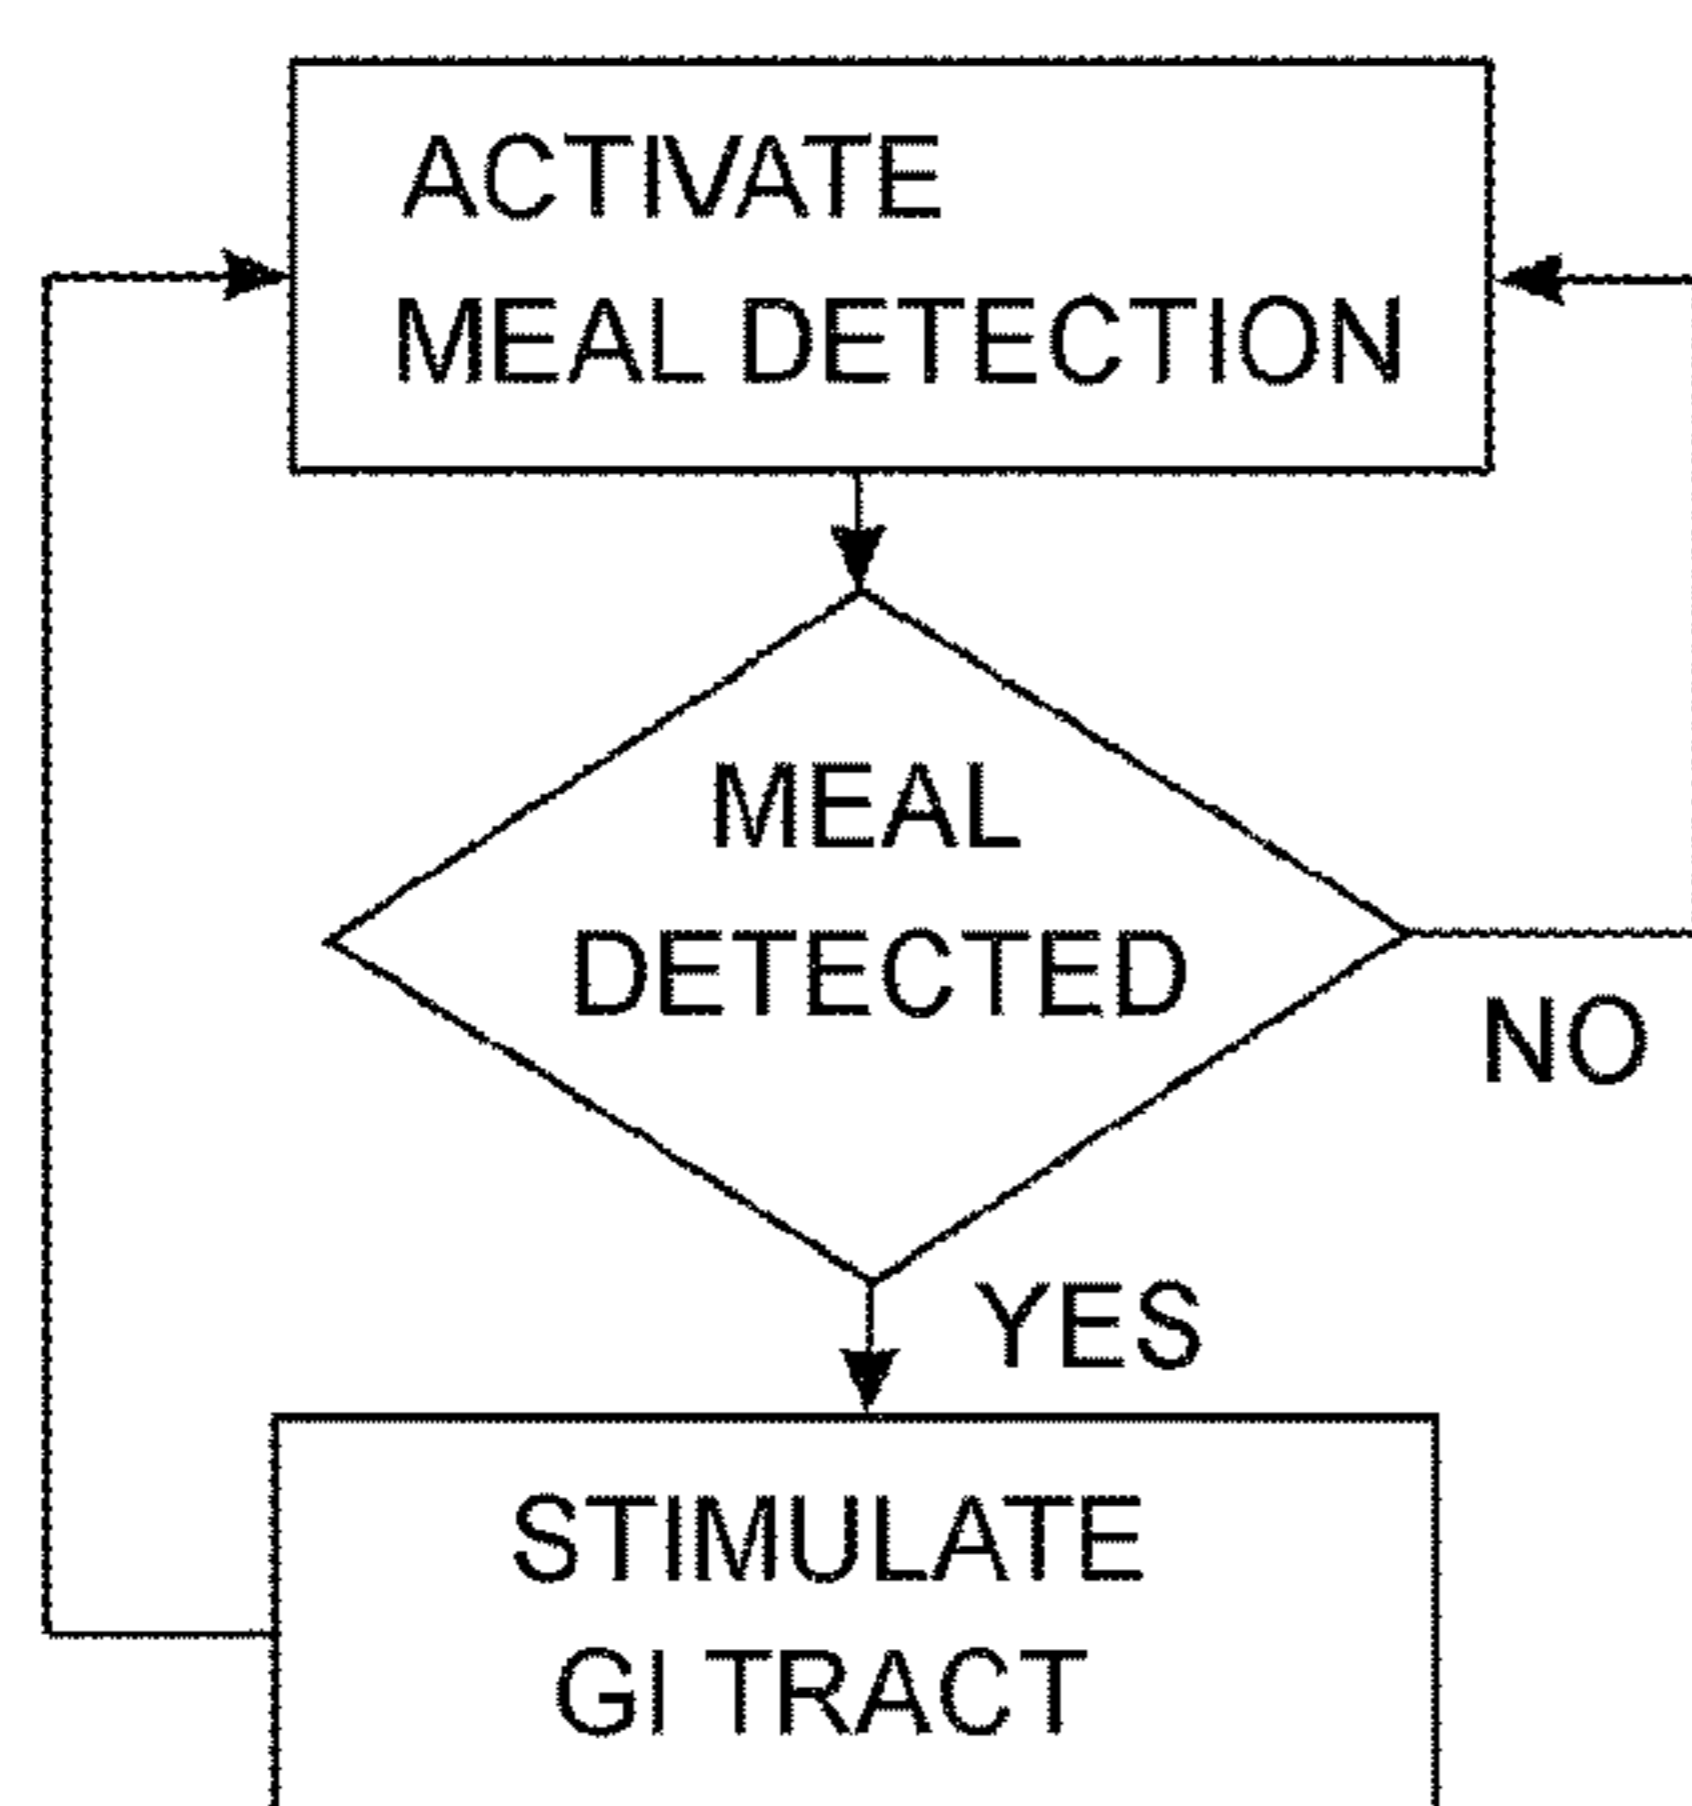 ACTIVATE
MEAL DETECTION
MEAL
DETECTED
NO
YES
STIMULATE
GI TRACT